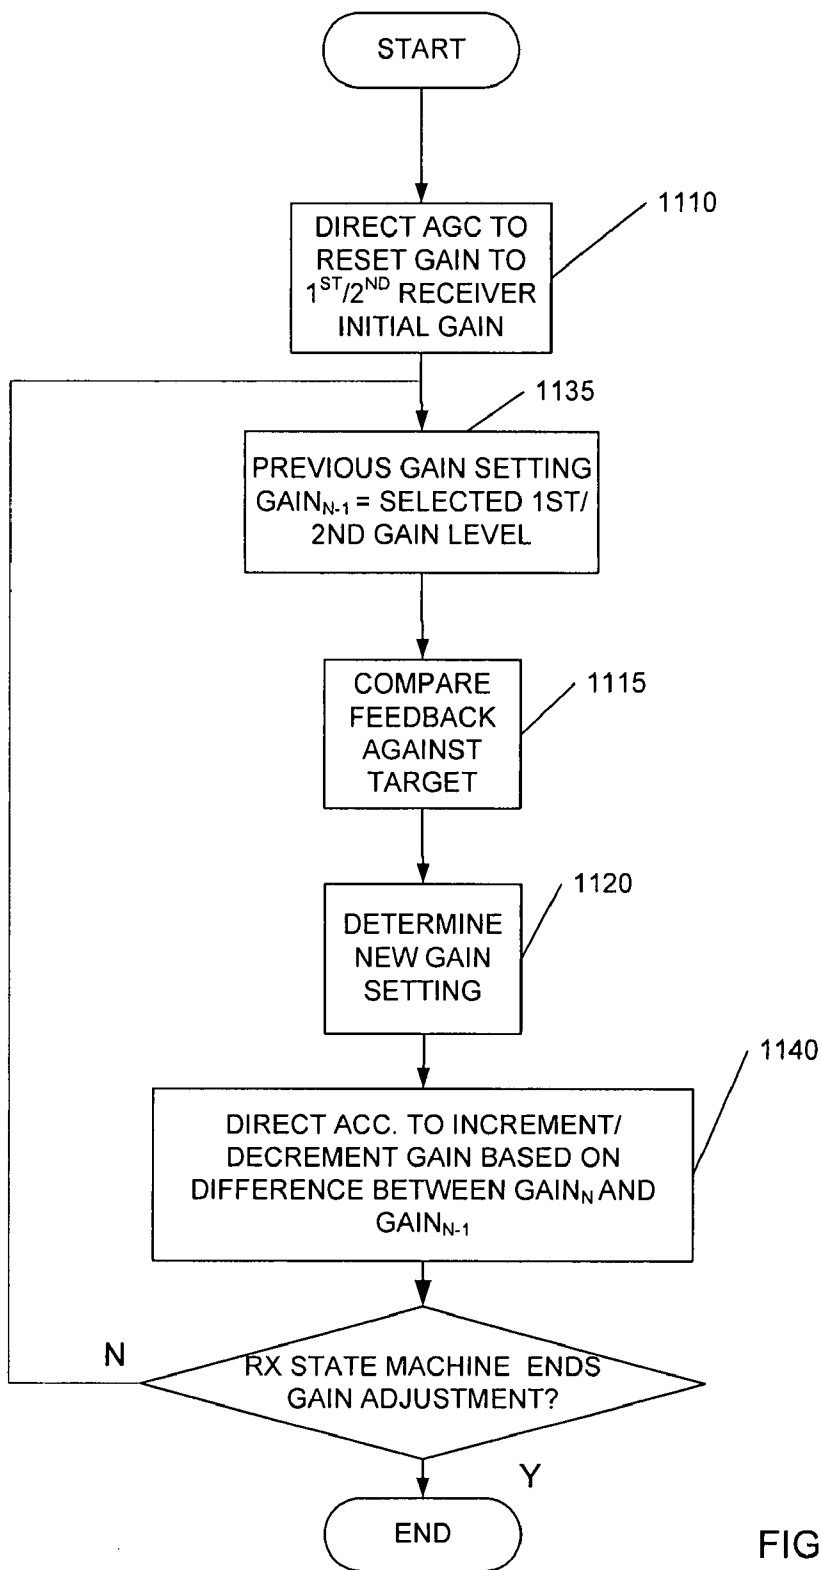 START
1110
DIRECT AGC TO
RESET GAIN TO
1ST/2ND RECEIVER
INITIAL GAIN
1135
PREVIOUS GAIN SETTING
GAINN-1 = SELECTED 1ST/
2ND GAIN LEVEL
1115
COMPARE
FEEDBACK
AGAINST
TARGET
1120
DETERMINE
NEW GAIN
SETTING
1140
DIRECT ACC. TO INCREMENT/
DECREMENT GAIN BASED ON
DIFFERENCE BETWEEN GAINN AND
GAINN-1
N
RX STATE MACHINE ENDS
GAIN ADJUSTMENT?
Y
END
FIG